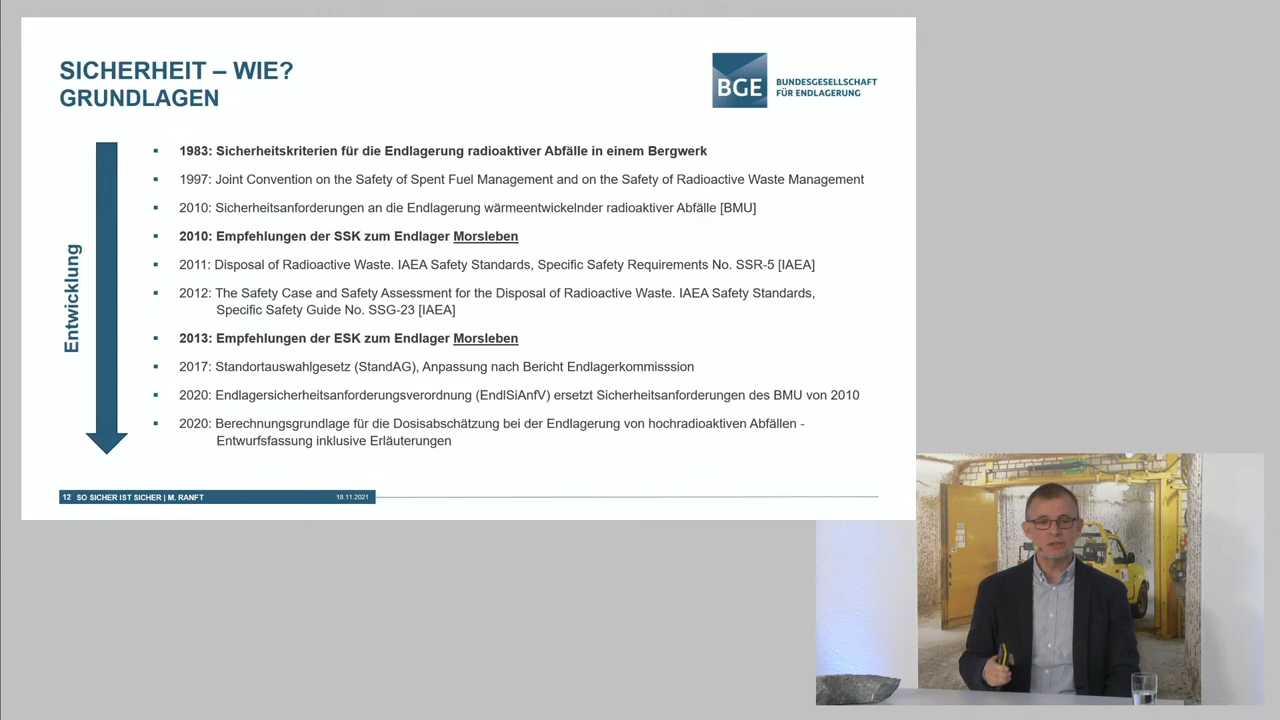 SICHERHEIT – WIE?
GRUNDLAGEN
BGE
BUNDESGESELLSCHAFT
FÜR ENDLAGERUNG
Entwicklung
▪ 1983: Sicherheitskriterien für die Endlagerung radioaktiver Abfälle in einem Bergwerk
▪ 1997: Joint Convention on the Safety of Spent Fuel Management and on the Safety of Radioactive Waste Management
▪ 2010: Sicherheitsanforderungen an die Endlagerung wärmeentwickelnder radioaktiver Abfälle [BMU]
▪ 2010: Empfehlungen der SSK zum Endlager Morsleben
▪ 2011: Disposal of Radioactive Waste. IAEA Safety Standards, Specific Safety Requirements No. SSR-5 [IAEA]
▪ 2012: The Safety Case and Safety Assessment for the Disposal of Radioactive Waste. IAEA Safety Standards,
Specific Safety Guide No. SSG-23 [IAEA]
▪ 2013: Empfehlungen der ESK zum Endlager Morsleben
▪ 2017: Standortauswahlgesetz (StandAG), Anpassung nach Bericht Endlagerkommisssion
▪ 2020: Endlagersicherheitsanforderungsverordnung (EndlSiAnfV) ersetzt Sicherheitsanforderungen des BMU von 2010
▪ 2020: Berechnungsgrundlage für die Dosisabschätzung bei der Endlagerung von hochradioaktiven Abfällen -
Entwurfsfassung inklusive Erläuterungen
12 SO SICHER IST SICHER | M. RANFT 18.11.2021